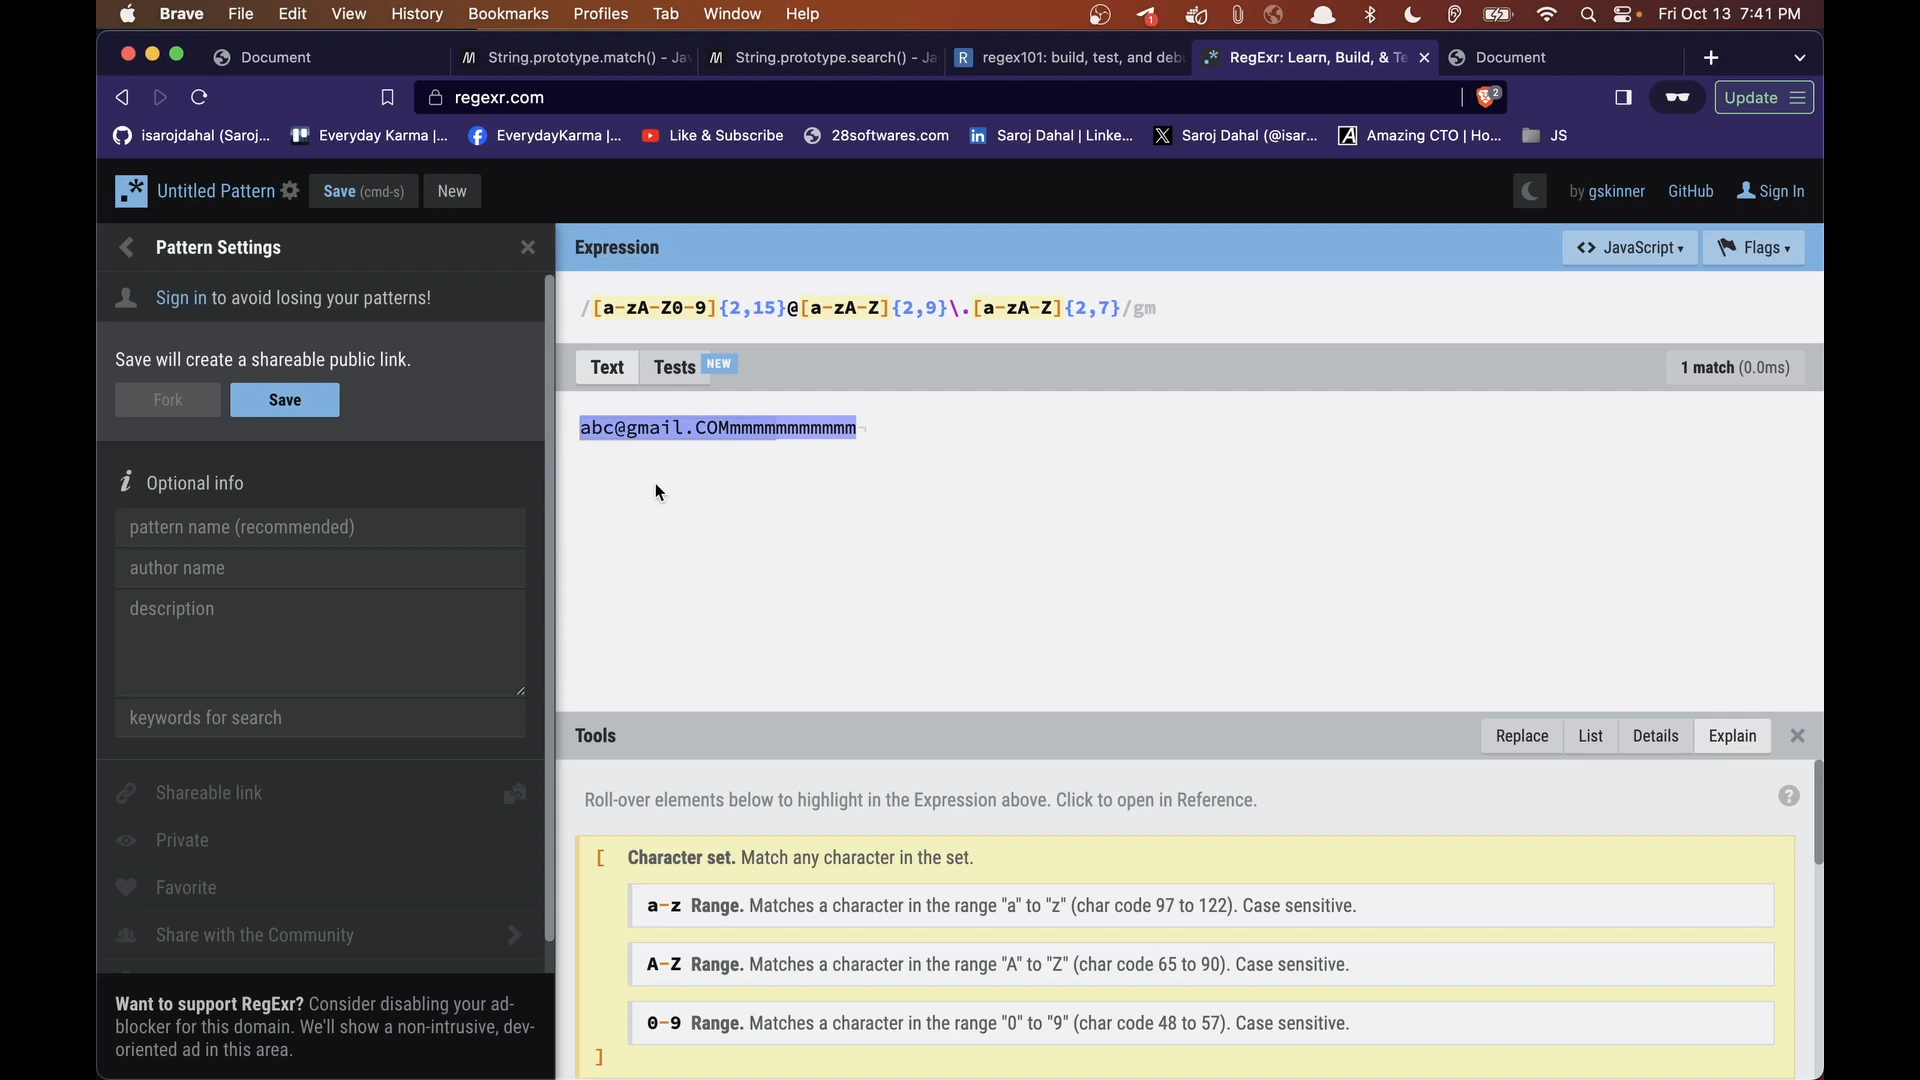 Brave File Edit View History Bookmarks Profiles Tab Window Help 1 Fri Oct 13 7:41 PM
Document String.prototype.match() - Ja String.prototype.search() - Ja R regex101: build, test, and deb RegExr: Learn, Build, & Te Document
regexr.com 2 Update
isarojdahal (Saroj... Everyday Karma |... EverydayKarma |... Like & Subscribe 28softwares.com Saroj Dahal | Linke... Saroj Dahal (@isar... Amazing CTO | Ho... JS
Untitled Pattern Save (cmd-s) New by gskinner GitHub Sign In
Pattern Settings
Sign in to avoid losing your patterns!
Save will create a shareable public link.
Fork Save
Optional info
pattern name (recommended)
author name
description
keywords for search
Shareable link
Private
Favorite
Share with the Community
Want to support RegExr? Consider disabling your ad-
blocker for this domain. We'll show a non-intrusive, dev-
oriented ad in this area.
Expression <> JavaScript Flags
/[a-zA-Z0-9]{2,15}@[a-zA-Z]{2,9}\.[a-zA-Z]{2,7}/gm
Text Tests NEW 1 match (0.0ms)
abc@gmail.COMmmmmmmmmmmmm
Tools Replace List Details Explain
Roll-over elements below to highlight in the Expression above. Click to open in Reference. ?
[ Character set. Match any character in the set.
a-z Range. Matches a character in the range "a" to "z" (char code 97 to 122). Case sensitive.
A-Z Range. Matches a character in the range "A" to "Z" (char code 65 to 90). Case sensitive.
0-9 Range. Matches a character in the range "0" to "9" (char code 48 to 57). Case sensitive.
]